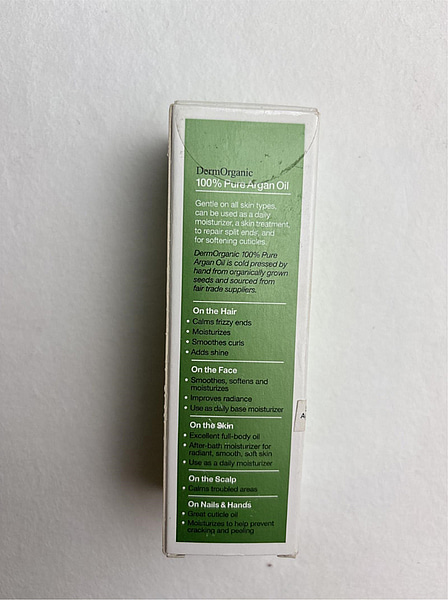 DermOrganic
100% Pure Argan Oil
Gentle on all skin types,
can be used as a daily
moisturizer, a skin treatment,
to repair split ends, and
for softening cuticles.
DermOrganic 100% Pure
Argan Oil is cold pressed by
hand from organically grown
seeds and sourced from
fair trade suppliers.
On the Hair
• Calms frizzy ends
• Moisturizes
• Smoothes curls
• Adds shine
On the Face
• Smoothes, softens and
moisturizes
• Improves radiance
• Use as daily base moisturizer
On the Skin
• Excellent full-body oil
• After-bath moisturizer for
radiant, smooth, soft skin
• Use as a daily moisturizer
On the Scalp
• Calms troubled areas
On Nails & Hands
• Great cuticle oil
• Moisturizes to help prevent
cracking and peeling
A